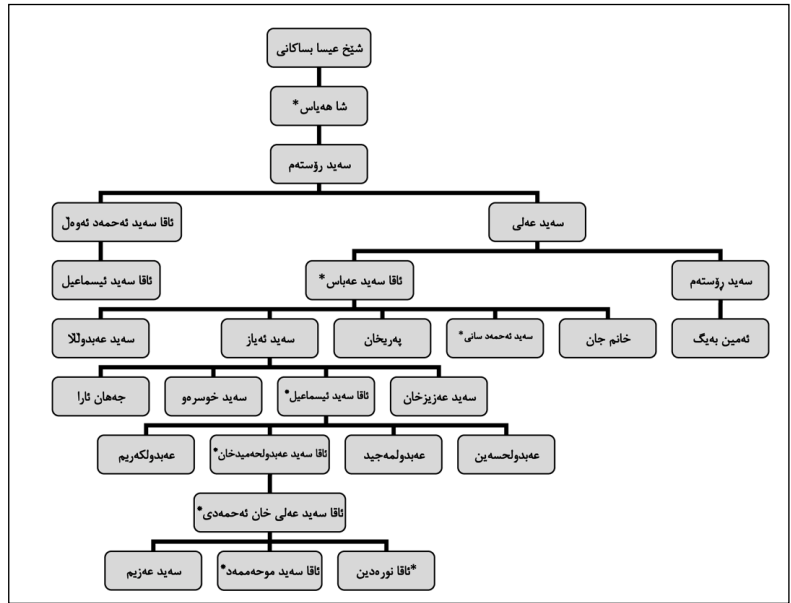 شێخ عیسا بساکانی
شا هەیاس*
سەید رۆستەم
سەید عەلی
ئاقا سەید ئەحمەد ئەوەڵ
سەید ڕۆستەم
ئاقا سەید عەباس*
ئاقا سەید ئیسماعیل
ئەمین بەیگ
خانم جان
سەید ئەحمەد سانی*
پەریخان
سەید ئەیاز
سەید عەبدوڵلا
سەید عەزیزخان
ئاقا سەید ئیسماعیل*
سەید خوسرەو
جەهان ئارا
عەبدولحسەین
عەبدولمەجید
ئاقا سەید عەبدولحەمیدخان*
عەبدولکەریم
ئاقا سەید عەلی خان ئەحمەدی*
*ئاقا نورەدین
ئاقا سەید موحەممەد*
سەید عەزیم